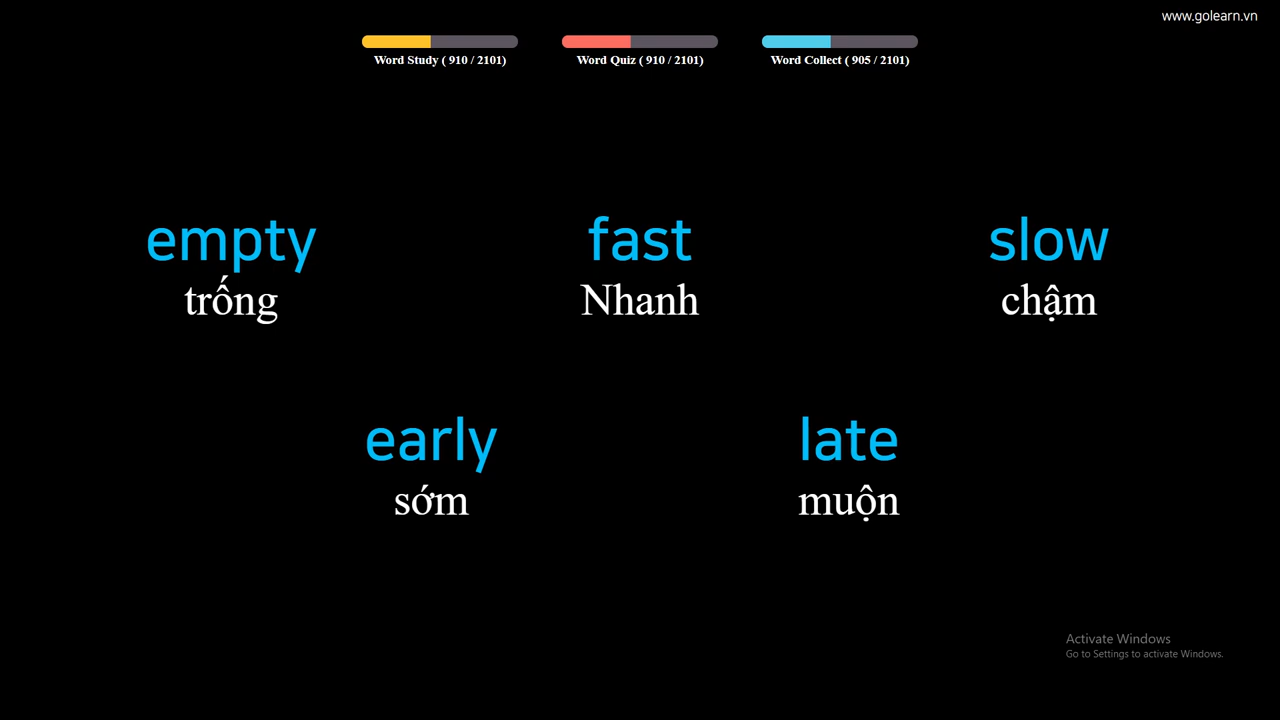 www.golearn.vn
Word Study ( 910 / 2101)
Word Quiz ( 910 / 2101)
Word Collect ( 905 / 2101)
empty
trống
fast
Nhanh
slow
chậm
early
sớm
late
muộn
Activate Windows
Go to Settings to activate Windows.